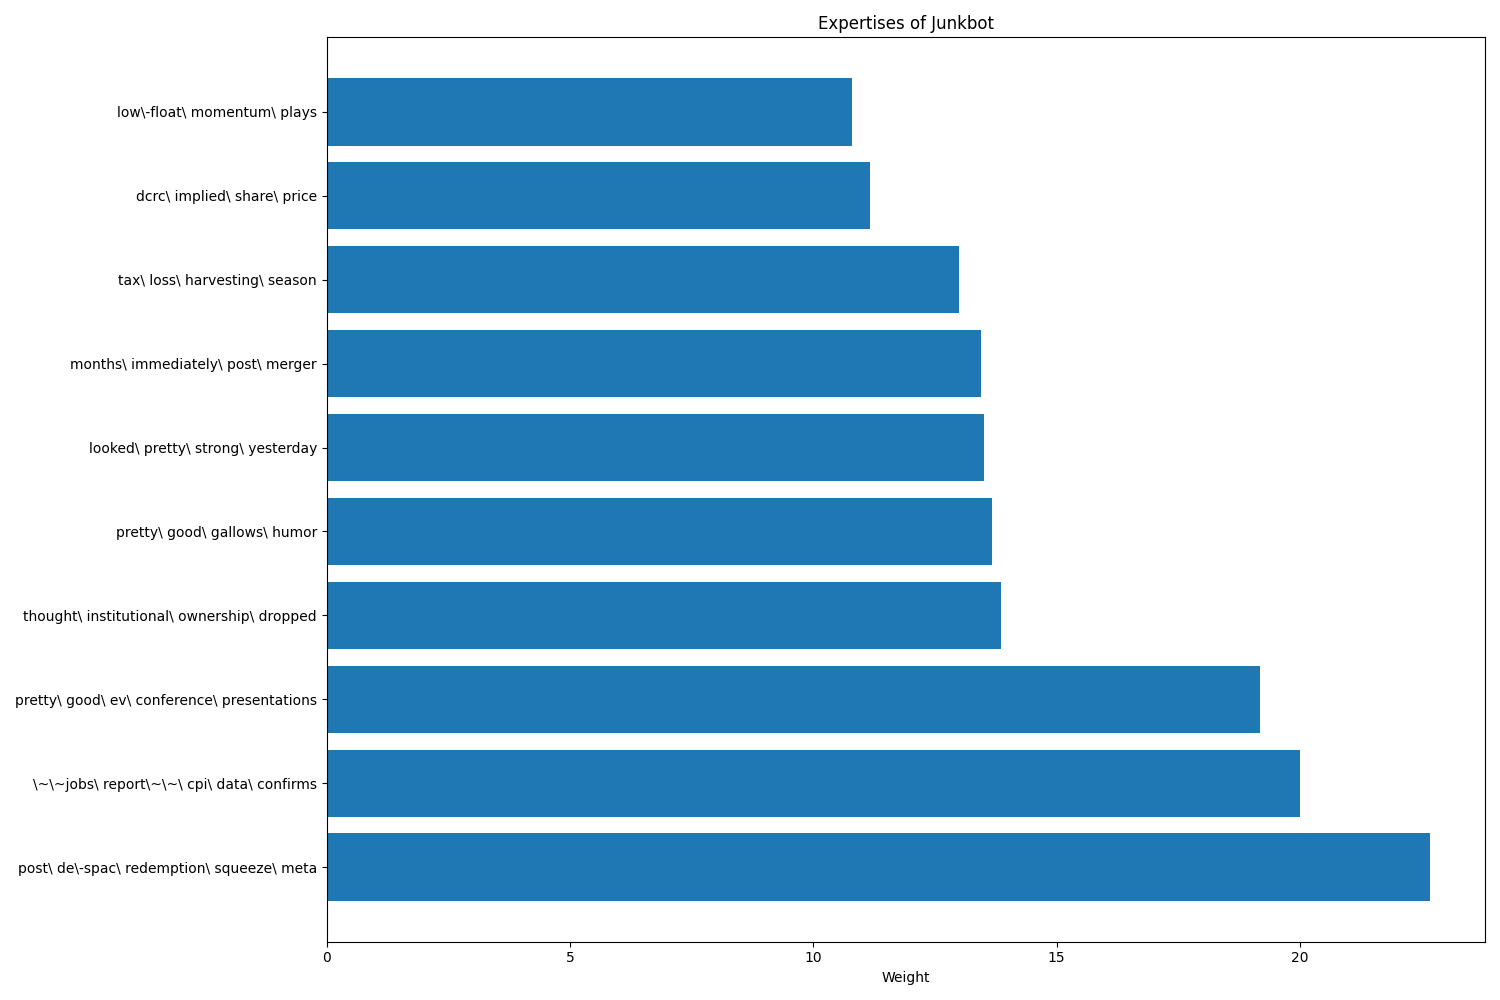 Expertises of Junkbot
low\-float\ momentum\ plays
dcrc\ implied\ share\ price
tax\ loss\ harvesting\ season
months\ immediately\ post\ merger
looked\ pretty\ strong\ yesterday
pretty\ good\ gallows\ humor
thought\ institutional\ ownership\ dropped
pretty\ good\ ev\ conference\ presentations
\~\~jobs\ report\~\~\ cpi\ data\ confirms
post\ de\-spac\ redemption\ squeeze\ meta
0 5 10 15 20
Weight